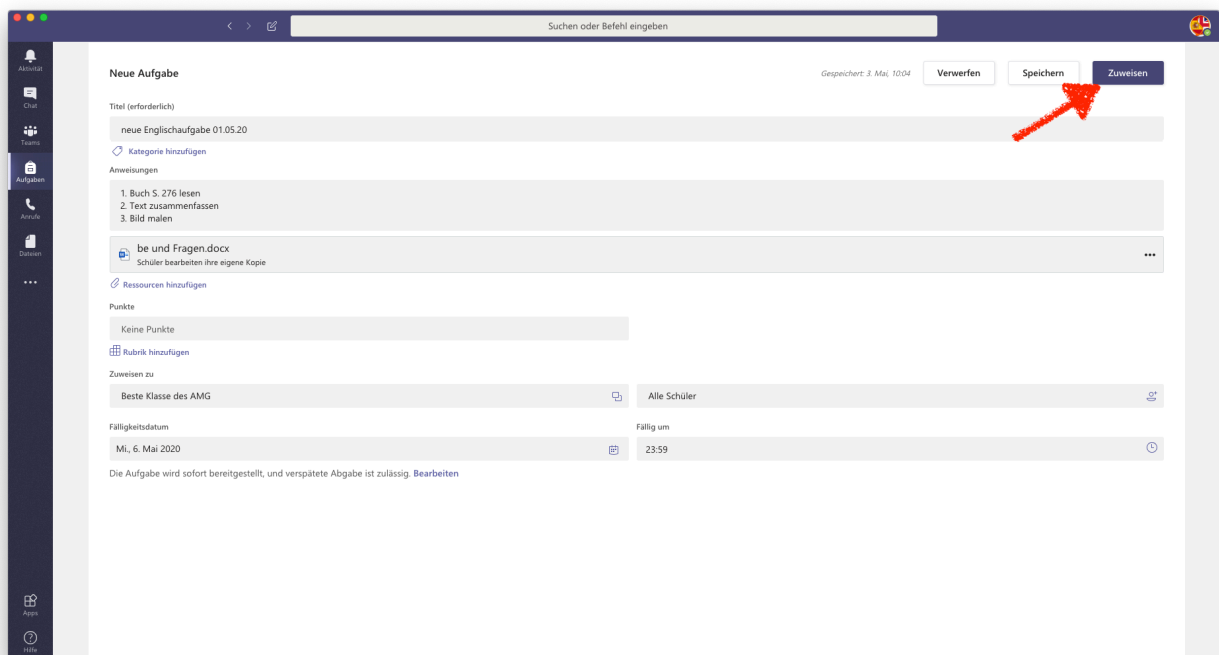 Suchen oder Befehl eingeben
Aktivität
Chat
Teams
Aufgaben
Anrufe
Dateien
Apps
Hilfe
Neue Aufgabe
Gespeichert: 3. Mai, 10:04
Verwerfen
Speichern
Zuweisen
Titel (erforderlich)
neue Englischaufgabe 01.05.20
Kategorie hinzufügen
Anweisungen
1. Buch S. 276 lesen
2. Text zusammenfassen
3. Bild malen
be und Fragen.docx
Schüler bearbeiten ihre eigene Kopie
Ressourcen hinzufügen
Punkte
Keine Punkte
Rubrik hinzufügen
Zuweisen zu
Beste Klasse des AMG
Alle Schüler
Fälligkeitsdatum
Fällig um
Mi., 6. Mai 2020
23:59
Die Aufgabe wird sofort bereitgestellt, und verspätete Abgabe ist zulässig. Bearbeiten